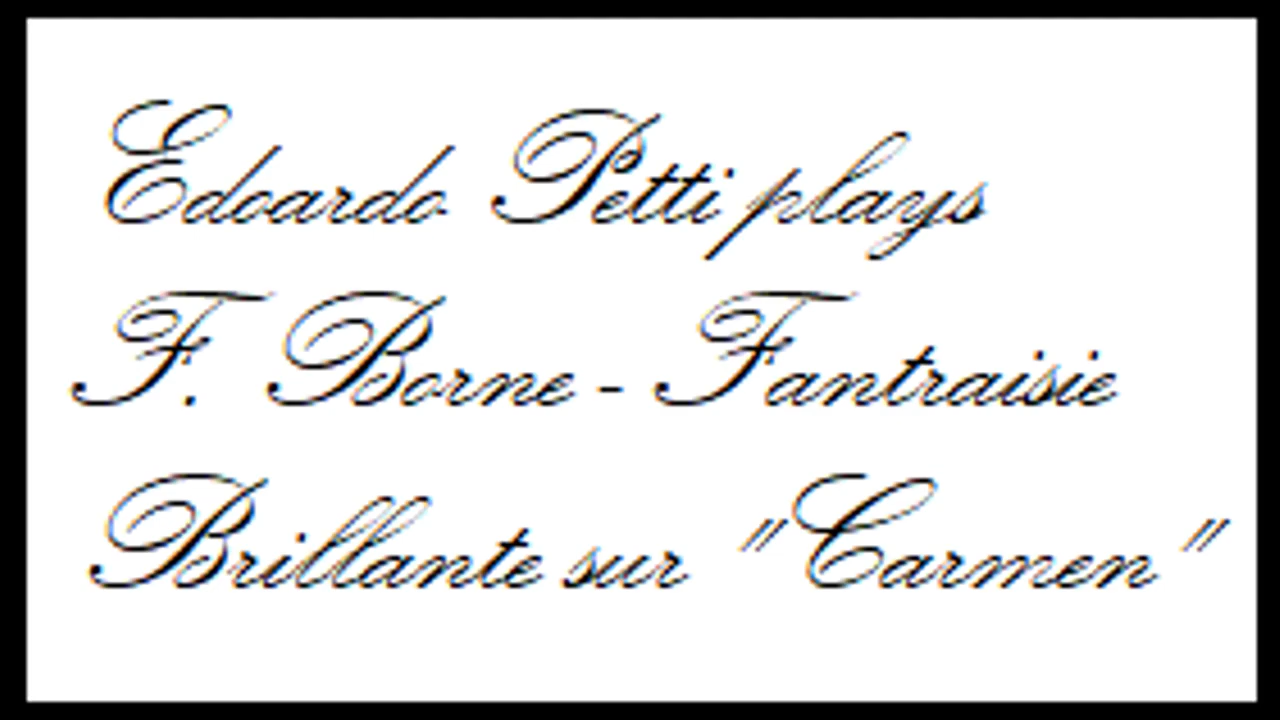 Edoardo Petti plays
F. Borne - Fantraisie
Brillante sur "Carmen"